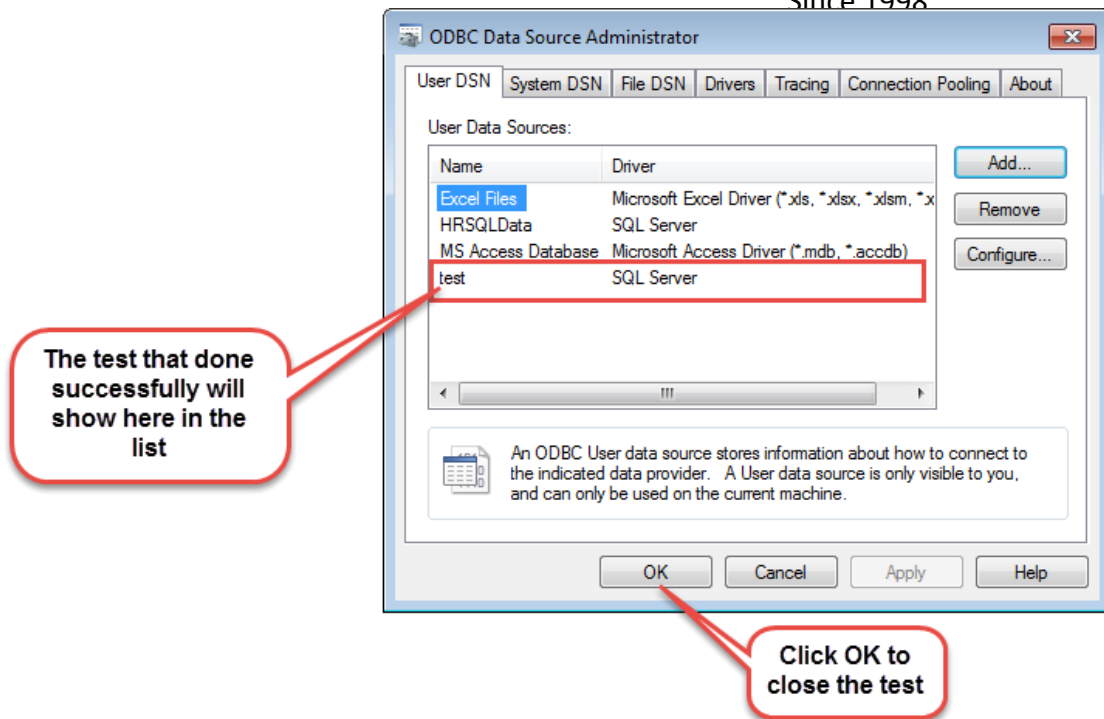 Since 1998
ODBC Data Source Administrator
User DSN System DSN File DSN Drivers Tracing Connection Pooling About
User Data Sources:
Name Driver
Add...
Excel Files Microsoft Excel Driver (*.xls, *.xlsx, *.xlsm, *.x
Remove
HRSQLData SQL Server
MS Access Database Microsoft Access Driver (*.mdb, *.accdb)
Configure...
test SQL Server
The test that done
successfully will
show here in the
list
An ODBC User data source stores information about how to connect to
the indicated data provider. A User data source is only visible to you,
and can only be used on the current machine.
OK Cancel Apply Help
Click OK to
close the test